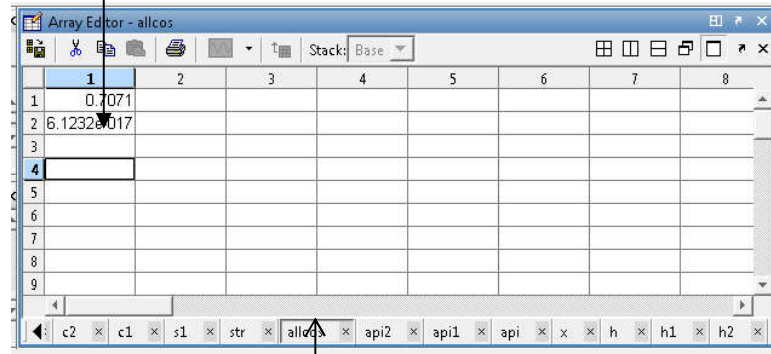 Array Editor - allcos
Stack: Base
1 2 3 4 5 6 7 8
1 0.7071
2 6.1232e-017
3
4
5
6
7
8
9
c2 c1 s1 str allcos api2 api1 api x h h1 h2